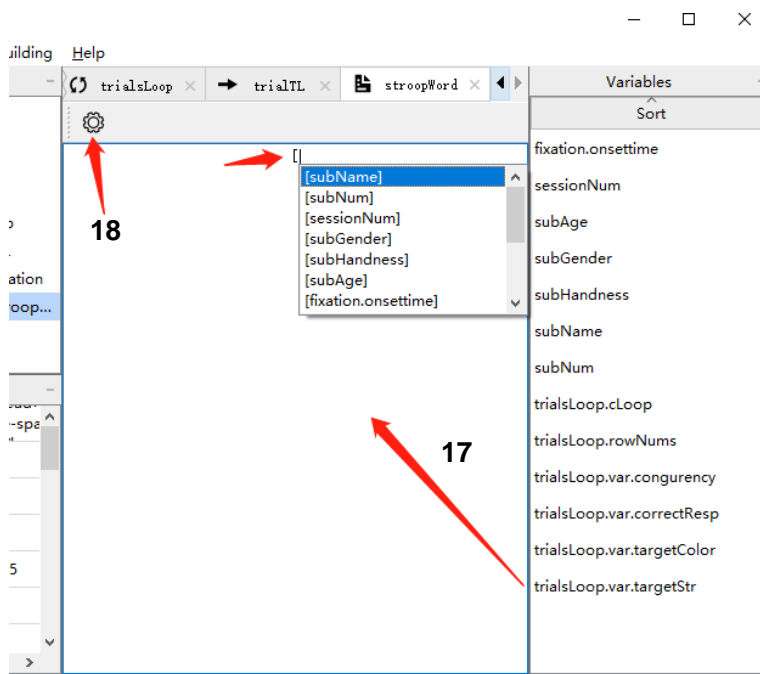 uilding Help
trialsLoop trialTL stroopWord Variables
Sort
18
[
[subName]
[subNum]
[sessionNum]
[subGender]
[subHandness]
[subAge]
[fixation.onsettime]
ation
oop...
-spa
5
17
fixation.onsettime
sessionNum
subAge
subGender
subHandness
subName
subNum
trialsLoop.cLoop
trialsLoop.rowNums
trialsLoop.var.congurency
trialsLoop.var.correctResp
trialsLoop.var.targetColor
trialsLoop.var.targetStr